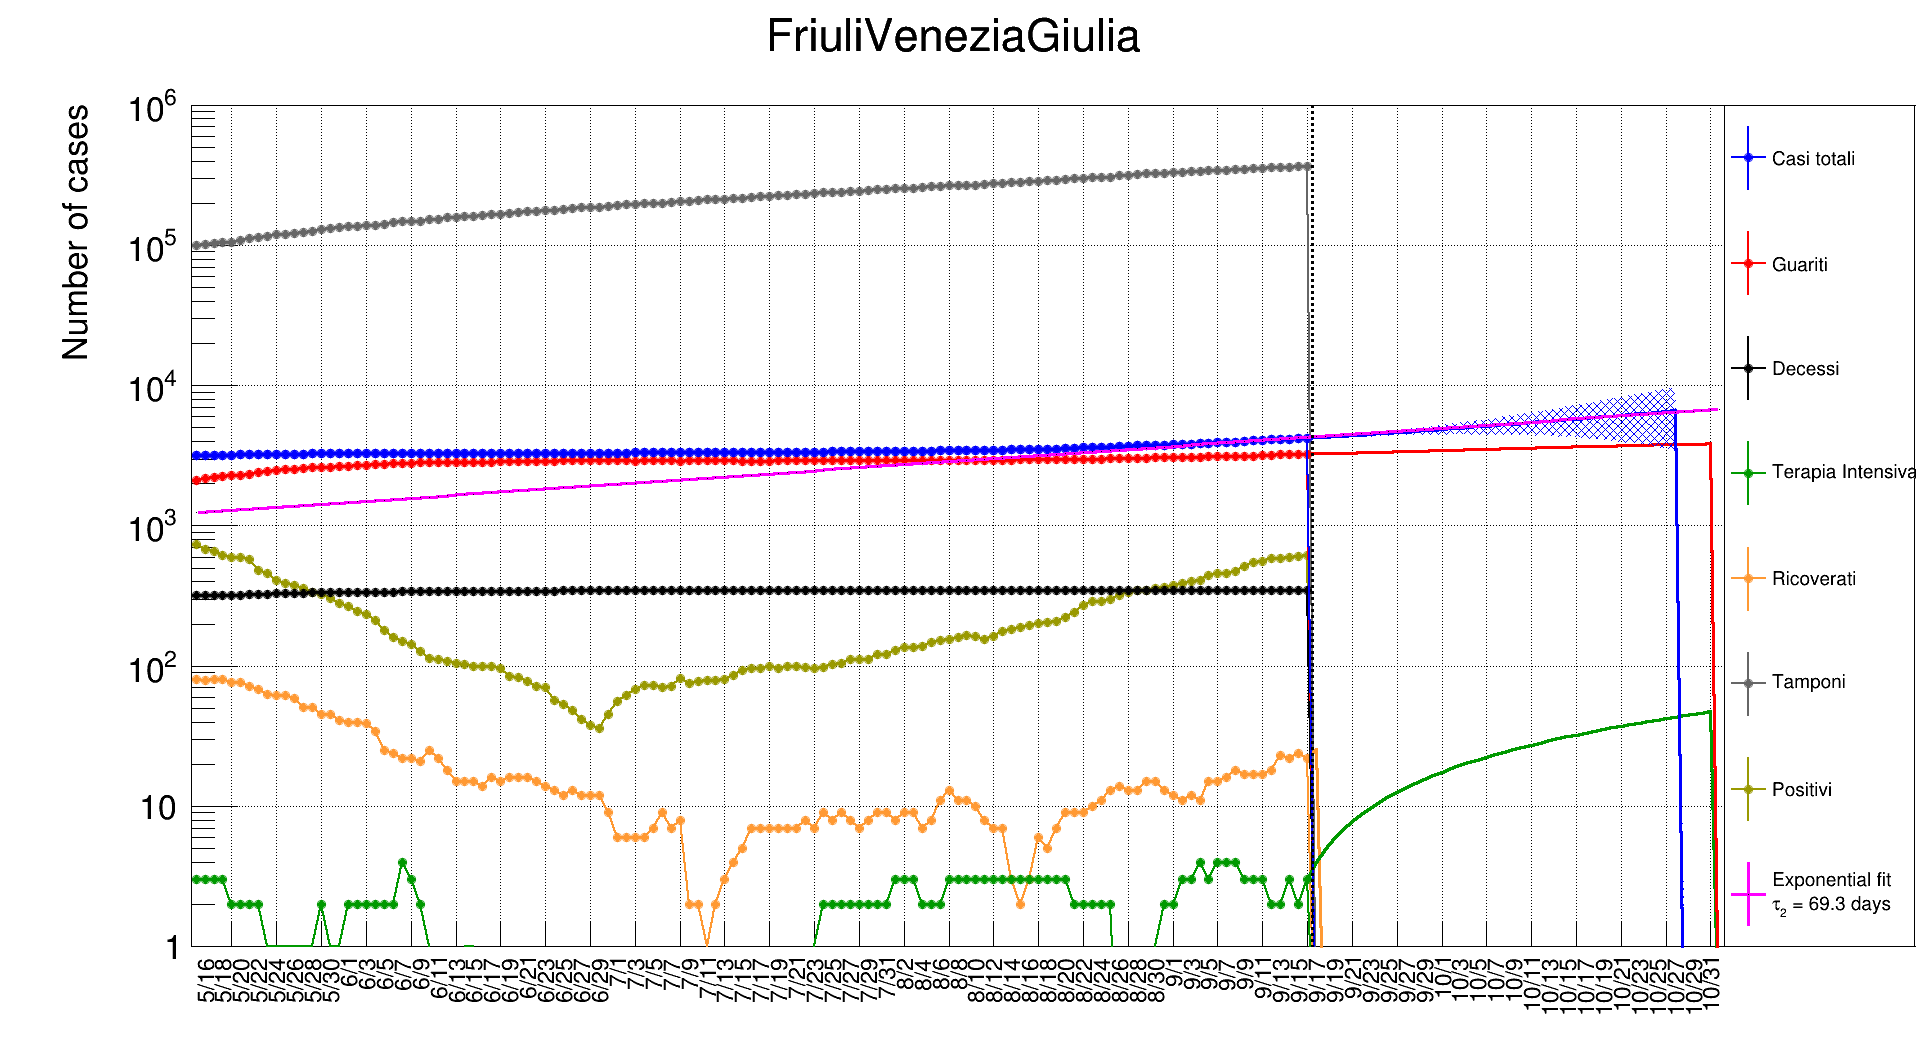 FriuliVeneziaGiulia
Number of cases
10^6
10^5
10^4
10^3
10^2
10
1
5/16 5/18 5/20 5/22 5/24 5/26 5/28 5/30 6/1 6/3 6/5 6/7 6/9 6/11 6/13 6/15 6/17 6/19 6/21 6/23 6/25 6/27 6/29 7/1 7/3 7/5 7/7 7/9 7/11 7/13 7/15 7/17 7/19 7/21 7/23 7/25 7/27 7/29 7/31 8/2 8/4 8/6 8/8 8/10 8/12 8/14 8/16 8/18 8/20 8/22 8/24 8/26 8/28 8/30 9/1 9/3 9/5 9/7 9/9 9/11 9/13 9/15 9/17 9/19 9/21 9/23 9/25 9/27 9/29 10/1 10/3 10/5 10/7 10/9 10/11 10/13 10/15 10/17 10/19 10/21 10/23 10/25 10/27 10/29 10/31
Casi totali
Guariti
Decessi
Terapia Intensiva
Ricoverati
Tamponi
Positivi
Exponential fit
τ₂ = 69.3 days